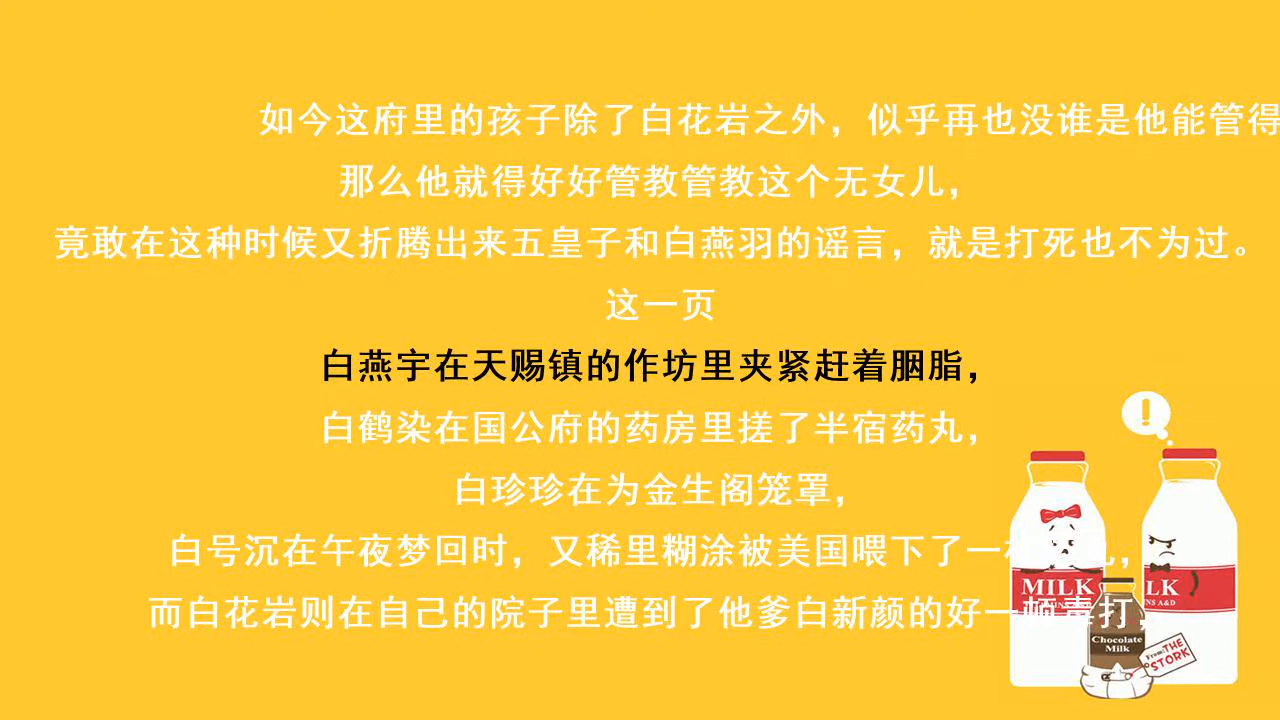 如今这府里的孩子除了白花岩之外，似乎再也没谁是他能管得
那么他就得好好管教管教这个无女儿，
竟敢在这种时候又折腾出来五皇子和白燕羽的谣言，就是打死也不为过。
这一页
白燕宇在天赐镇的作坊里夹紧赶着胭脂，
白鹤染在国公府的药房里搓了半宿药丸，
白珍珍在为金生阁笼罩，
白号沉在午夜梦回时，又稀里糊涂被美国喂下了一
而白花岩则在自己的院子里遭到了他爹白新颜的好一顿毒打，
!
MILK
LK
NS A&D
Chocolate
Milk
From: THE
STORK